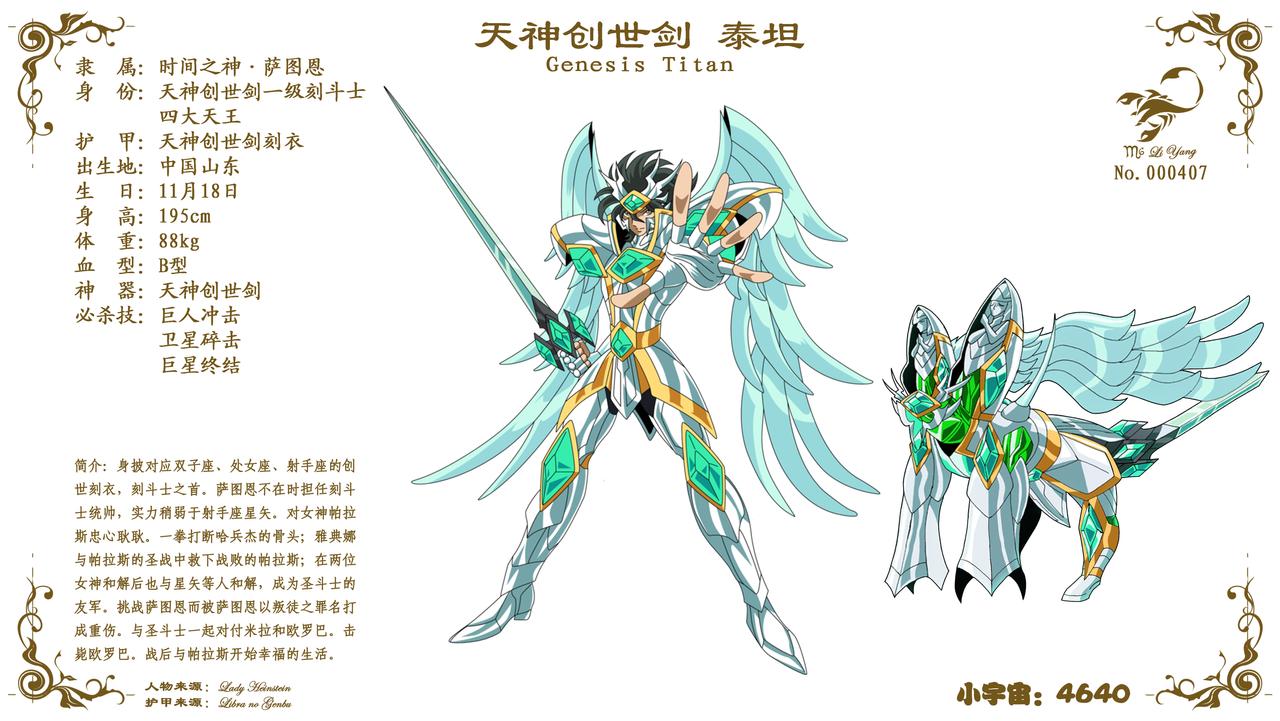 天神创世剑 泰坦
Genesis Titan
隶 属：时间之神·萨图恩
身 份：天神创世剑一级刻斗士
四大天王
护 甲：天神创世剑刻衣
出生地：中国山东
生 日：11月18日
身 高：195cm
体 重：88kg
血 型：B型
神 器：天神创世剑
必杀技：巨人冲击
卫星碎击
巨星终结
Mc Li Yang
No.000407
简介：身披对应双子座、处女座、射手座的创
世刻衣，刻斗士之首。萨图恩不在时担任刻斗
士统帅，实力稍弱于射手座星矢。对女神帕拉
斯忠心耿耿。一拳打断哈兵杰的骨头；雅典娜
与帕拉斯的圣战中救下战败的帕拉斯；在两位
女神和解后也与星矢等人和解，成为圣斗士的
友军。挑战萨图恩而被萨图恩以叛徒之罪名打
成重伤。与圣斗士一起对付米拉和欧罗巴。击
毙欧罗巴。战后与帕拉斯开始幸福的生活。
人物来源：Lady Heinstein
护甲来源：Libra no Genbu
小宇宙：4640